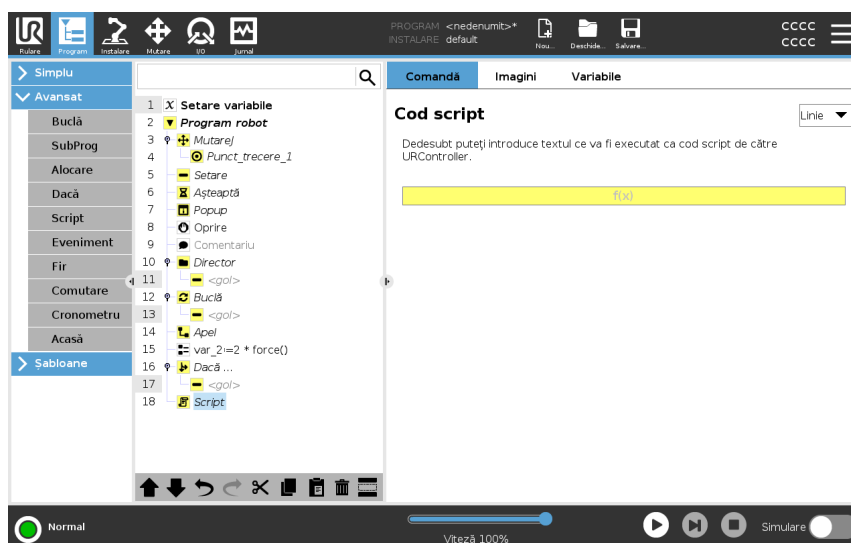 UR
Rulare
Program
Instalare
Mutare
I/O
Jurnal
PROGRAM <nedenumit>*
INSTALARE default
Nou...
Deschide...
Salvare...
cccc
cccc
Simplu
Avansat
Buclă
SubProg
Alocare
Dacă
Script
Eveniment
Fir
Comutare
Cronometru
Acasă
Șabloane
1 X Setare variabile
2 Program robot
3 MutareJ
4 Punct_trecere_1
5 Setare
6 Așteaptă
7 Popup
8 Oprire
9 Comentariu
10 Director
11 <gol>
12 Buclă
13 <gol>
14 Apel
15 var_2≔2 * force()
16 Dacă ...
17 <gol>
18 Script
Comandă Imagini Variabile
Cod script
Linie
Dedesubt puteți introduce textul ce va fi executat ca cod script de către
URController.
f(x)
Normal
Viteză 100%
Simulare